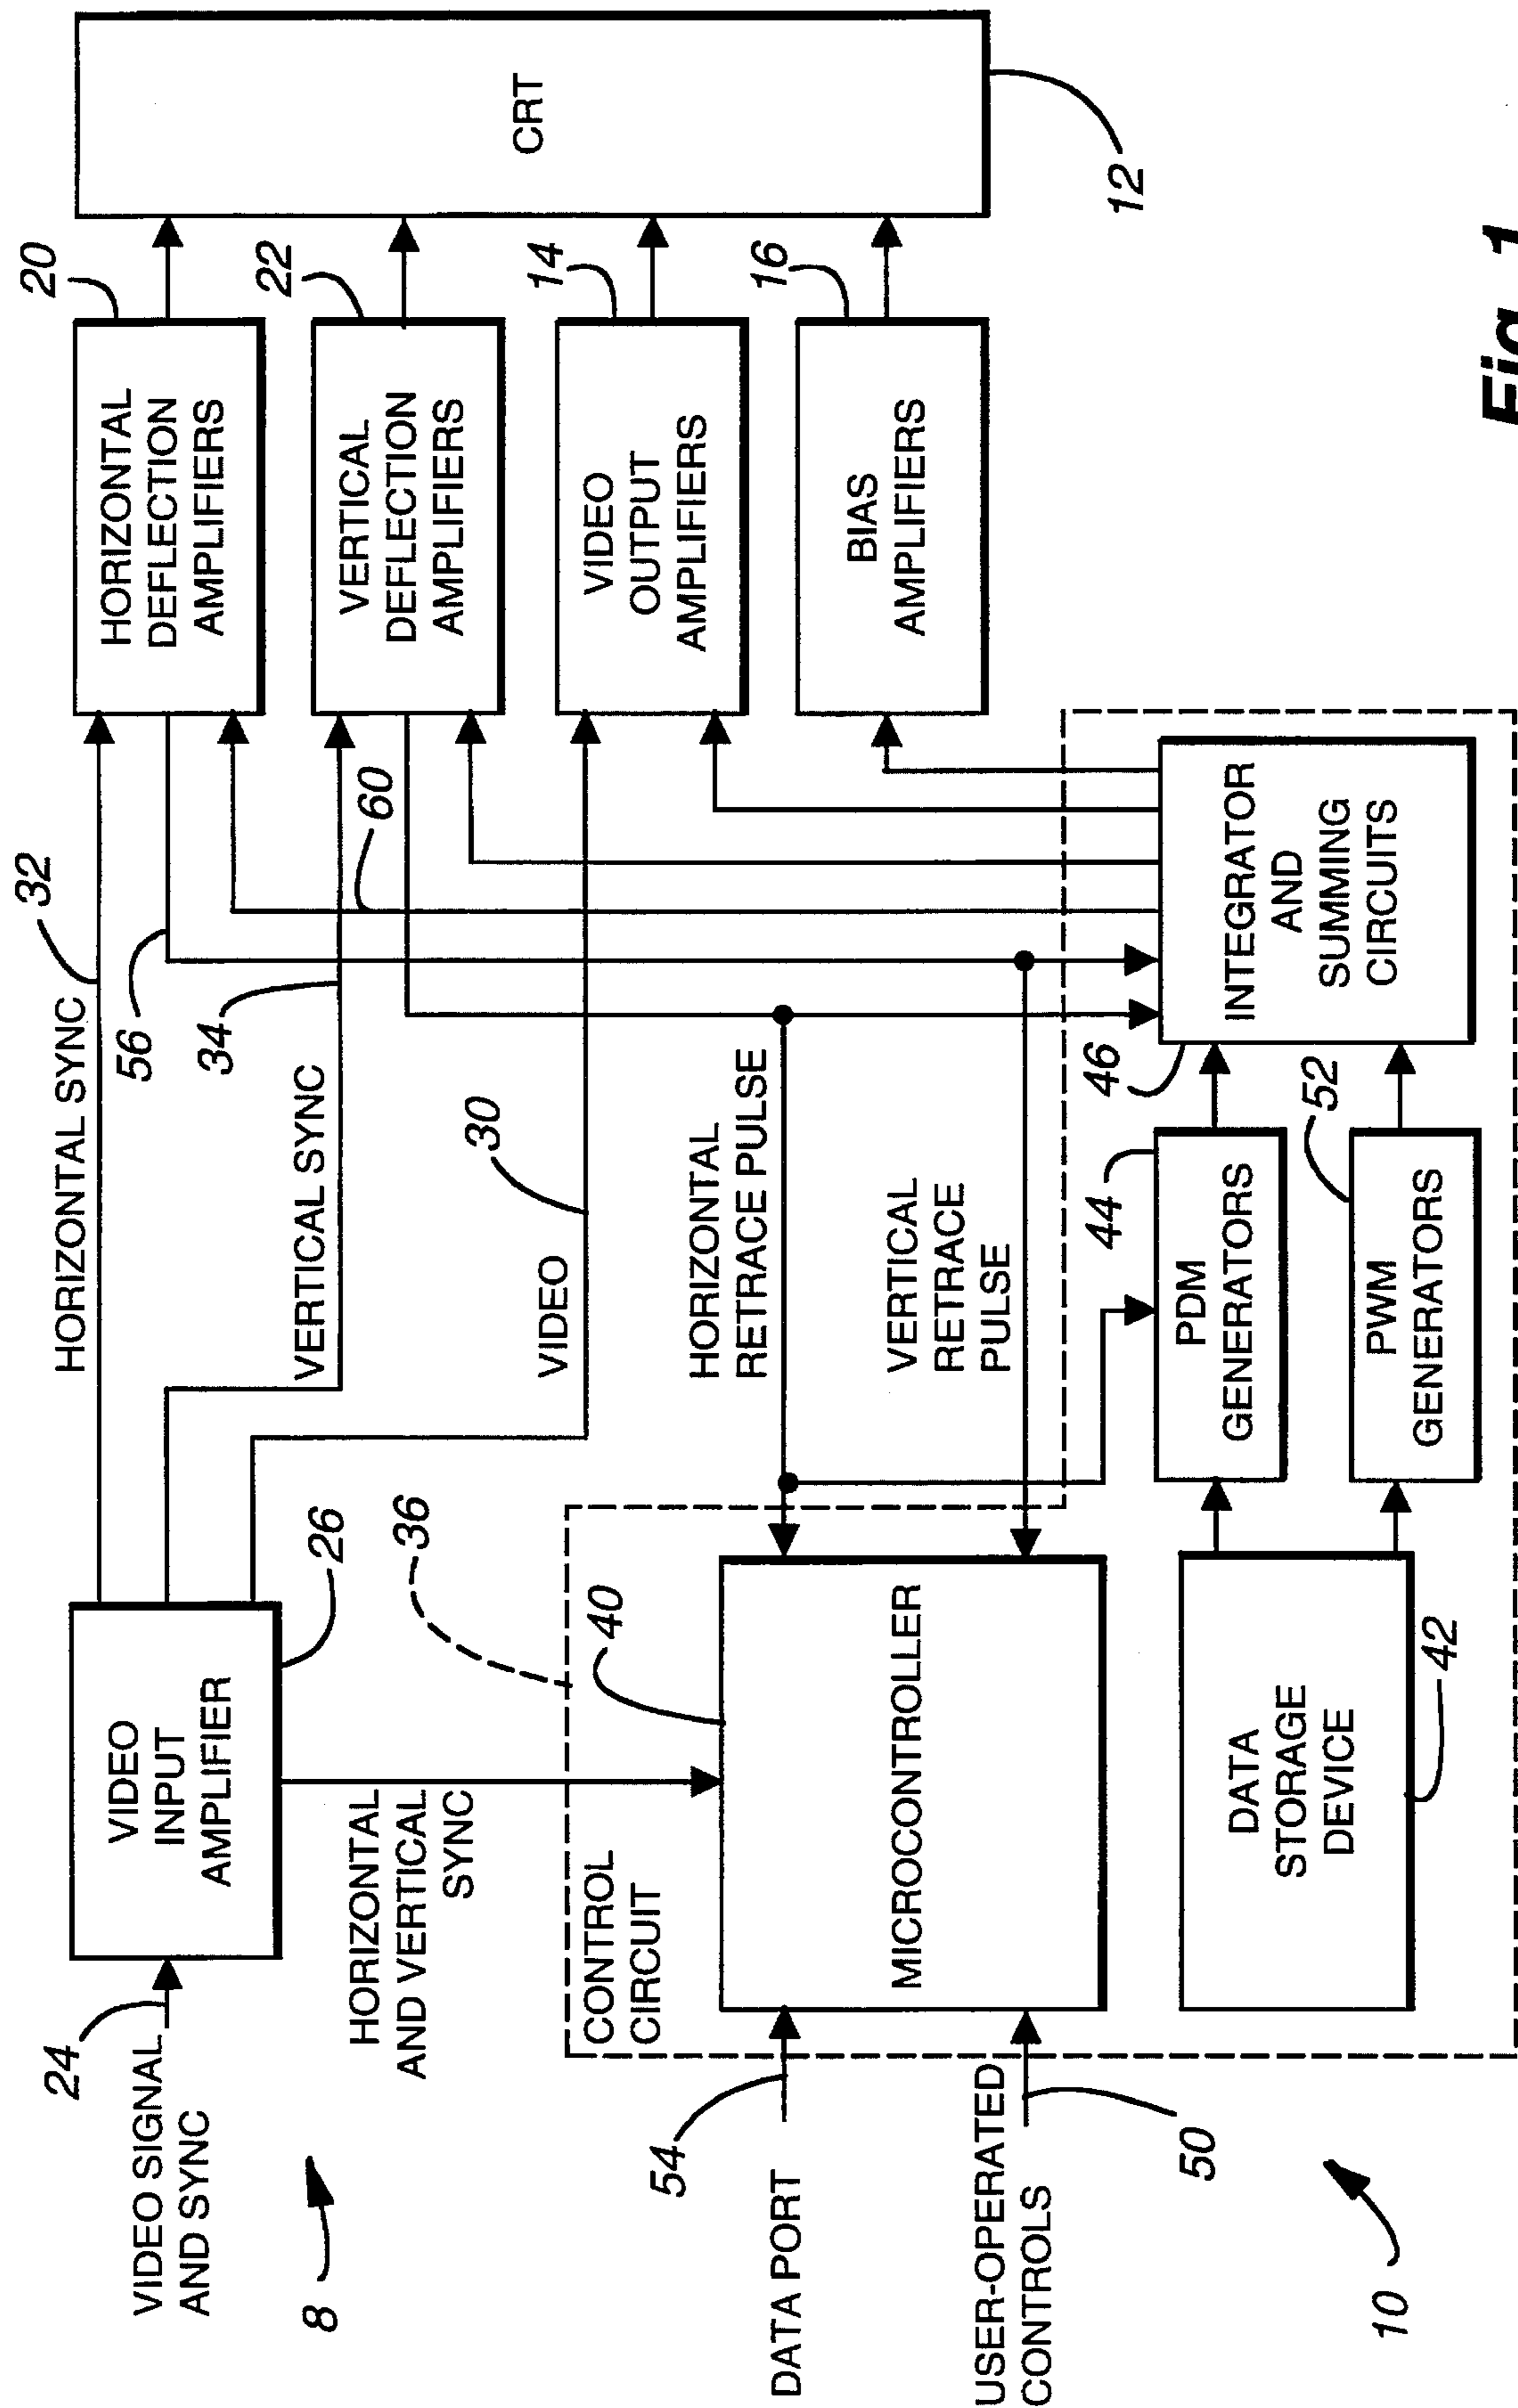 20
HORIZONTAL
DEFLECTION
AMPLIFIERS
22
VERTICAL
DEFLECTION
AMPLIFIERS
14
VIDEO
OUTPUT
AMPLIFIERS
16
BIAS
AMPLIFIERS
CRT
12
32
HORIZONTAL SYNC
56
34
VERTICAL SYNC
60
30
VIDEO
HORIZONTAL
RETRACE PULSE
VERTICAL
RETRACE
PULSE
24
VIDEO SIGNAL
AND SYNC
VIDEO
INPUT
AMPLIFIER
26
8
HORIZONTAL
AND VERTICAL
SYNC
36
CONTROL
CIRCUIT
40
MICROCONTROLLER
54
DATA PORT
USER-OPERATED
CONTROLS
50
DATA
STORAGE
DEVICE
42
44
PDM
GENERATORS
52
PWM
GENERATORS
46
INTEGRATOR
AND
SUMMING
CIRCUITS
10
Fig. 1